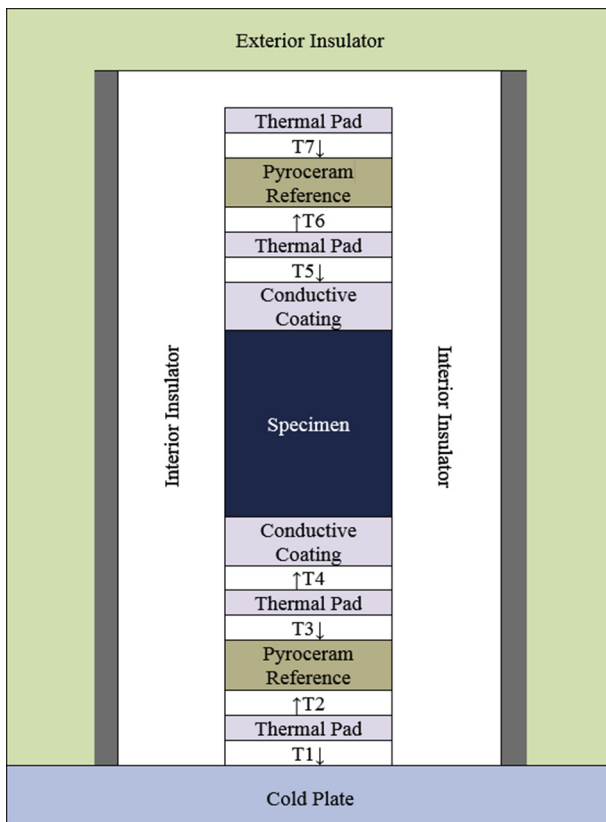 Exterior Insulator
Thermal Pad
T7↓
Pyroceram
Reference
↑T6
Thermal Pad
T5↓
Conductive
Coating
Interior Insulator
Specimen
Interior Insulator
Conductive
Coating
↑T4
Thermal Pad
T3↓
Pyroceram
Reference
↑T2
Thermal Pad
T1↓
Cold Plate